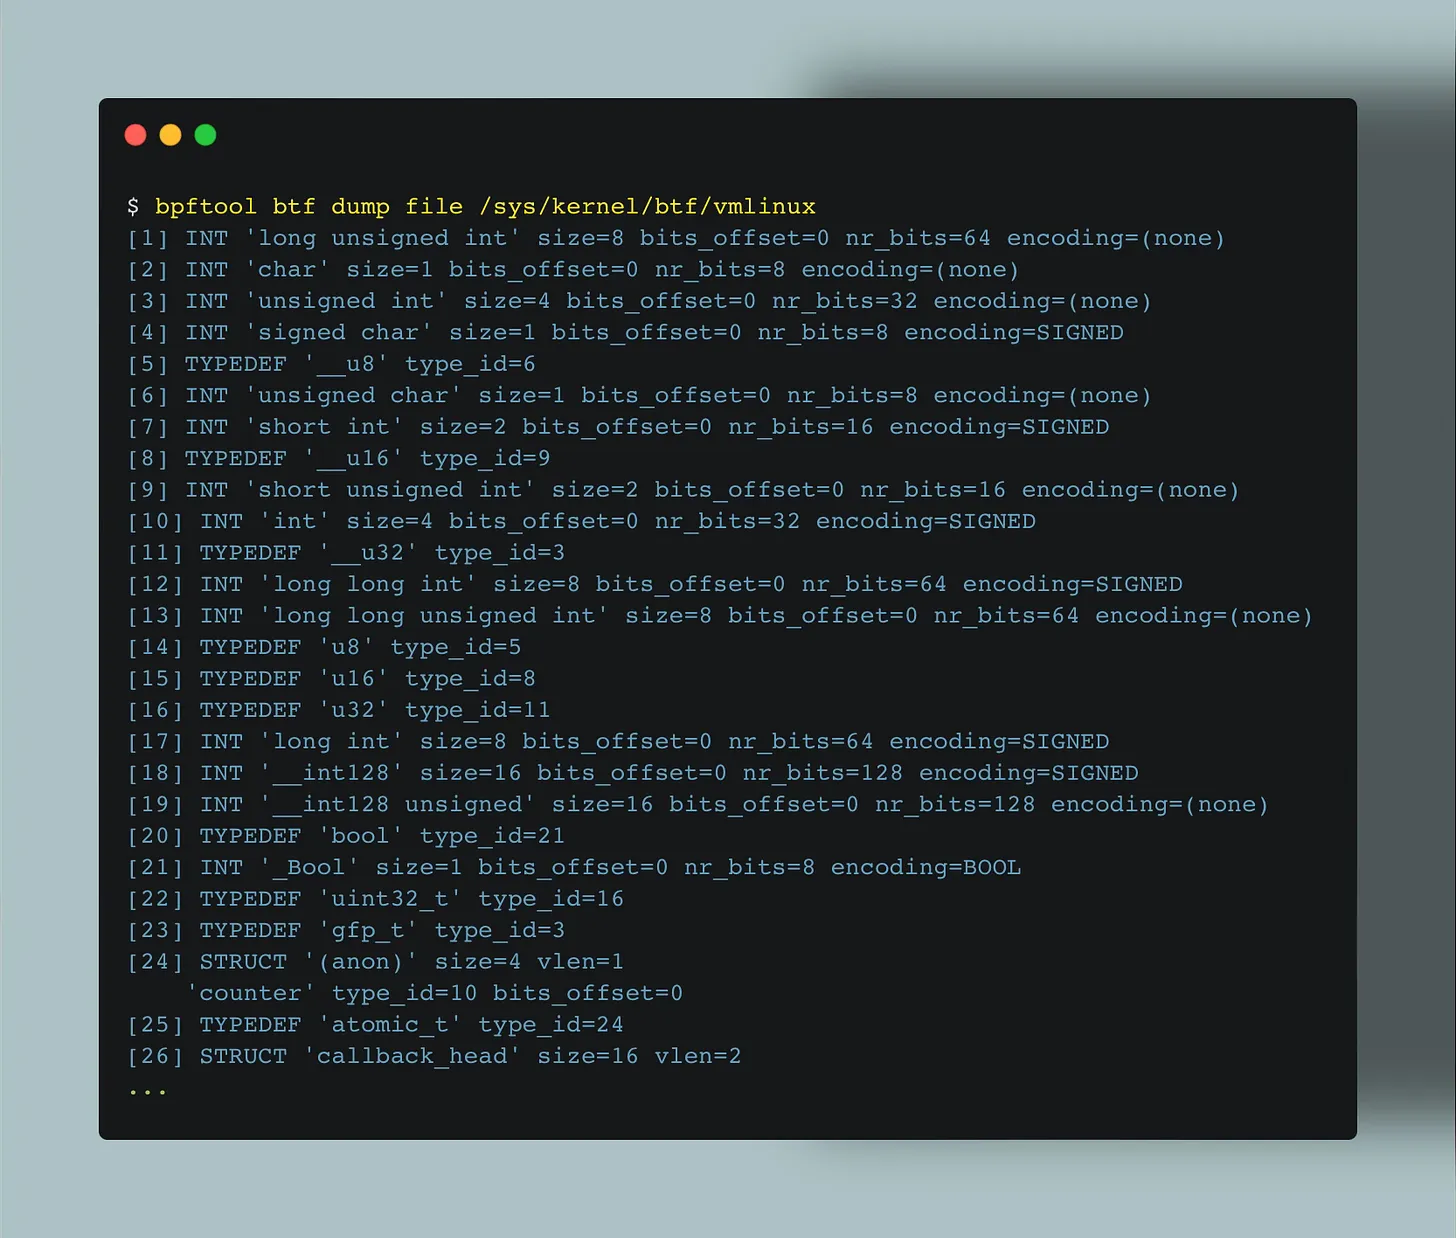 $ bpftool btf dump file /sys/kernel/btf/vmlinux
[1] INT 'long unsigned int' size=8 bits_offset=0 nr_bits=64 encoding=(none)
[2] INT 'char' size=1 bits_offset=0 nr_bits=8 encoding=(none)
[3] INT 'unsigned int' size=4 bits_offset=0 nr_bits=32 encoding=(none)
[4] INT 'signed char' size=1 bits_offset=0 nr_bits=8 encoding=SIGNED
[5] TYPEDEF '__u8' type_id=6
[6] INT 'unsigned char' size=1 bits_offset=0 nr_bits=8 encoding=(none)
[7] INT 'short int' size=2 bits_offset=0 nr_bits=16 encoding=SIGNED
[8] TYPEDEF '__u16' type_id=9
[9] INT 'short unsigned int' size=2 bits_offset=0 nr_bits=16 encoding=(none)
[10] INT 'int' size=4 bits_offset=0 nr_bits=32 encoding=SIGNED
[11] TYPEDEF '__u32' type_id=3
[12] INT 'long long int' size=8 bits_offset=0 nr_bits=64 encoding=SIGNED
[13] INT 'long long unsigned int' size=8 bits_offset=0 nr_bits=64 encoding=(none)
[14] TYPEDEF 'u8' type_id=5
[15] TYPEDEF 'u16' type_id=8
[16] TYPEDEF 'u32' type_id=11
[17] INT 'long int' size=8 bits_offset=0 nr_bits=64 encoding=SIGNED
[18] INT '__int128' size=16 bits_offset=0 nr_bits=128 encoding=SIGNED
[19] INT '__int128 unsigned' size=16 bits_offset=0 nr_bits=128 encoding=(none)
[20] TYPEDEF 'bool' type_id=21
[21] INT '_Bool' size=1 bits_offset=0 nr_bits=8 encoding=BOOL
[22] TYPEDEF 'uint32_t' type_id=16
[23] TYPEDEF 'gfp_t' type_id=3
[24] STRUCT '(anon)' size=4 vlen=1
    'counter' type_id=10 bits_offset=0
[25] TYPEDEF 'atomic_t' type_id=24
[26] STRUCT 'callback_head' size=16 vlen=2
...